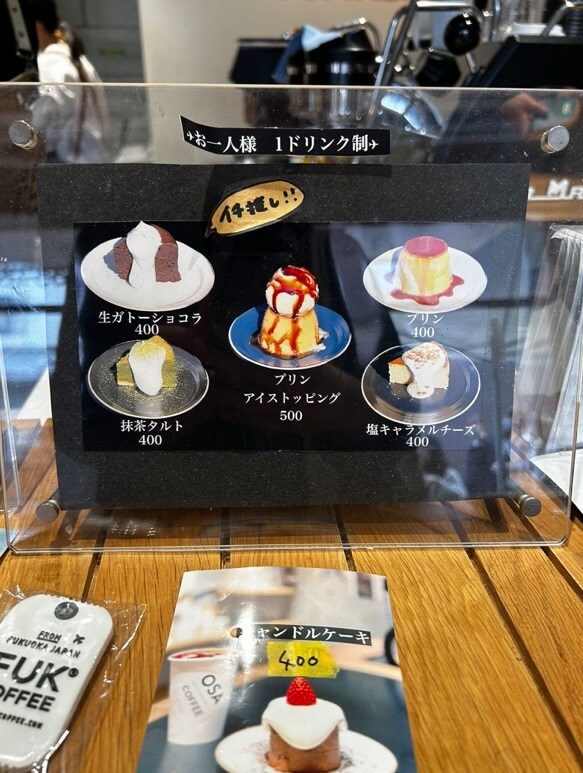 ✈お一人様 1ドリンク制✈
イチ推し!!
生ガトーショコラ
400
プリン
400
プリン
アイストッピング
500
抹茶タルト
400
塩キャラメルチーズ
400
FROM
FUKUOKA JAPAN
FUK®
COFFEE
キャンドルケーキ
400
OSA
COFFEE